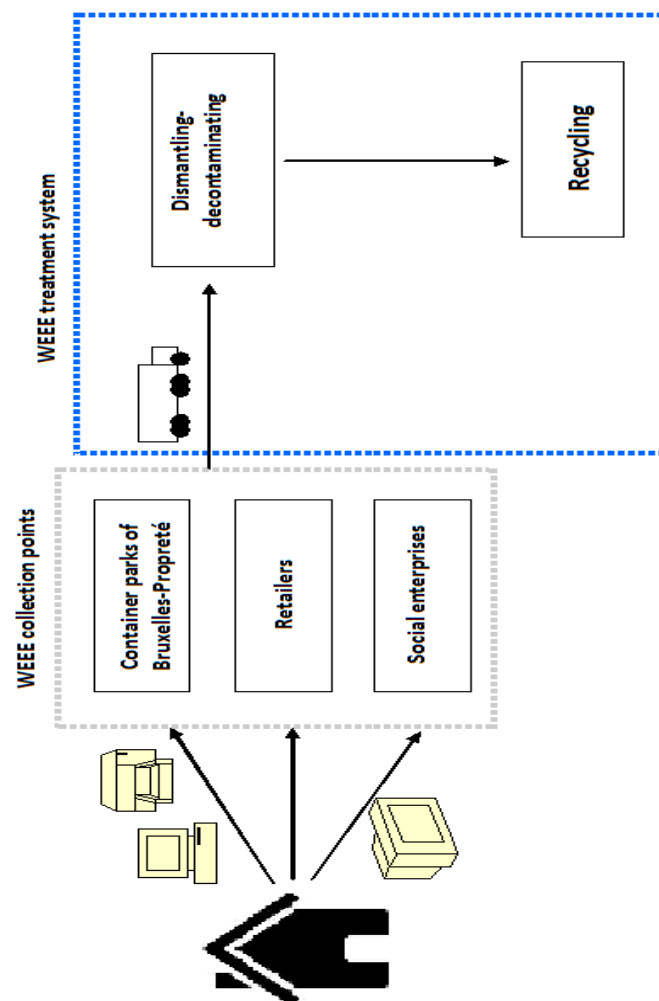 WEEE collection points
Container parks of
Bruxelles-Propreté
Retailers
Social enterprises
WEEE treatment system
Dismantling-
decontaminating
Recycling